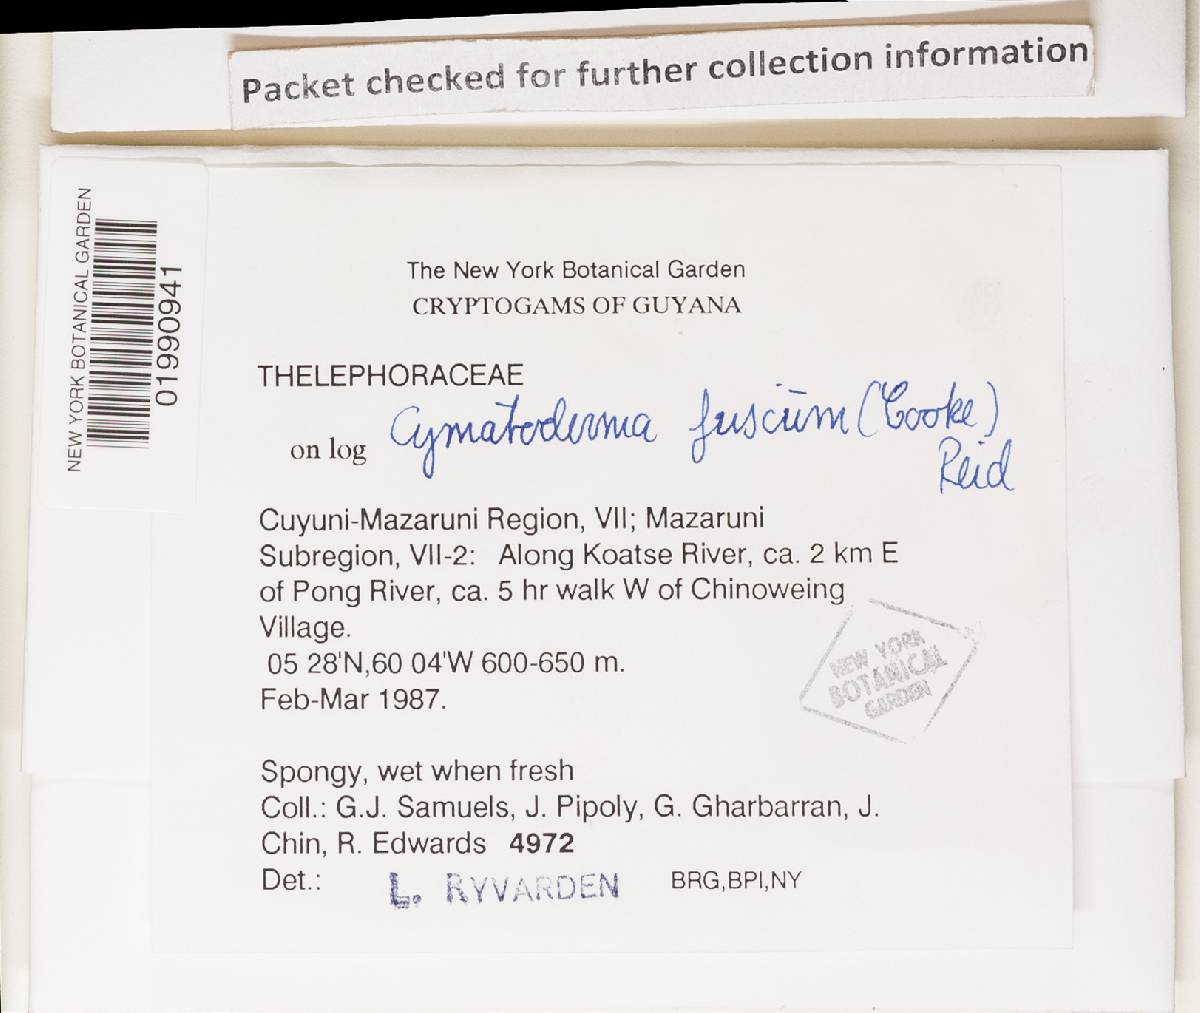 Packet checked for further collection information
NEW YORK BOTANICAL GARDEN
01990941
The New York Botanical Garden
CRYPTOGAMS OF GUYANA
THELEPHORACEAE
on log Cymatoderma fuscum (Cooke)
Reid
Cuyuni-Mazaruni Region, VII; Mazaruni
Subregion, VII-2: Along Koatse River, ca. 2 km E
of Pong River, ca. 5 hr walk W of Chinoweing
Village.
05 28'N,60 04'W 600-650 m.
Feb-Mar 1987.
NEW YORK
BOTANICAL
GARDEN
Spongy, wet when fresh
Coll.: G.J. Samuels, J. Pipoly, G. Gharbarran, J.
Chin, R. Edwards 4972
Det.: L. RYVARDEN BRG,BPI,NY